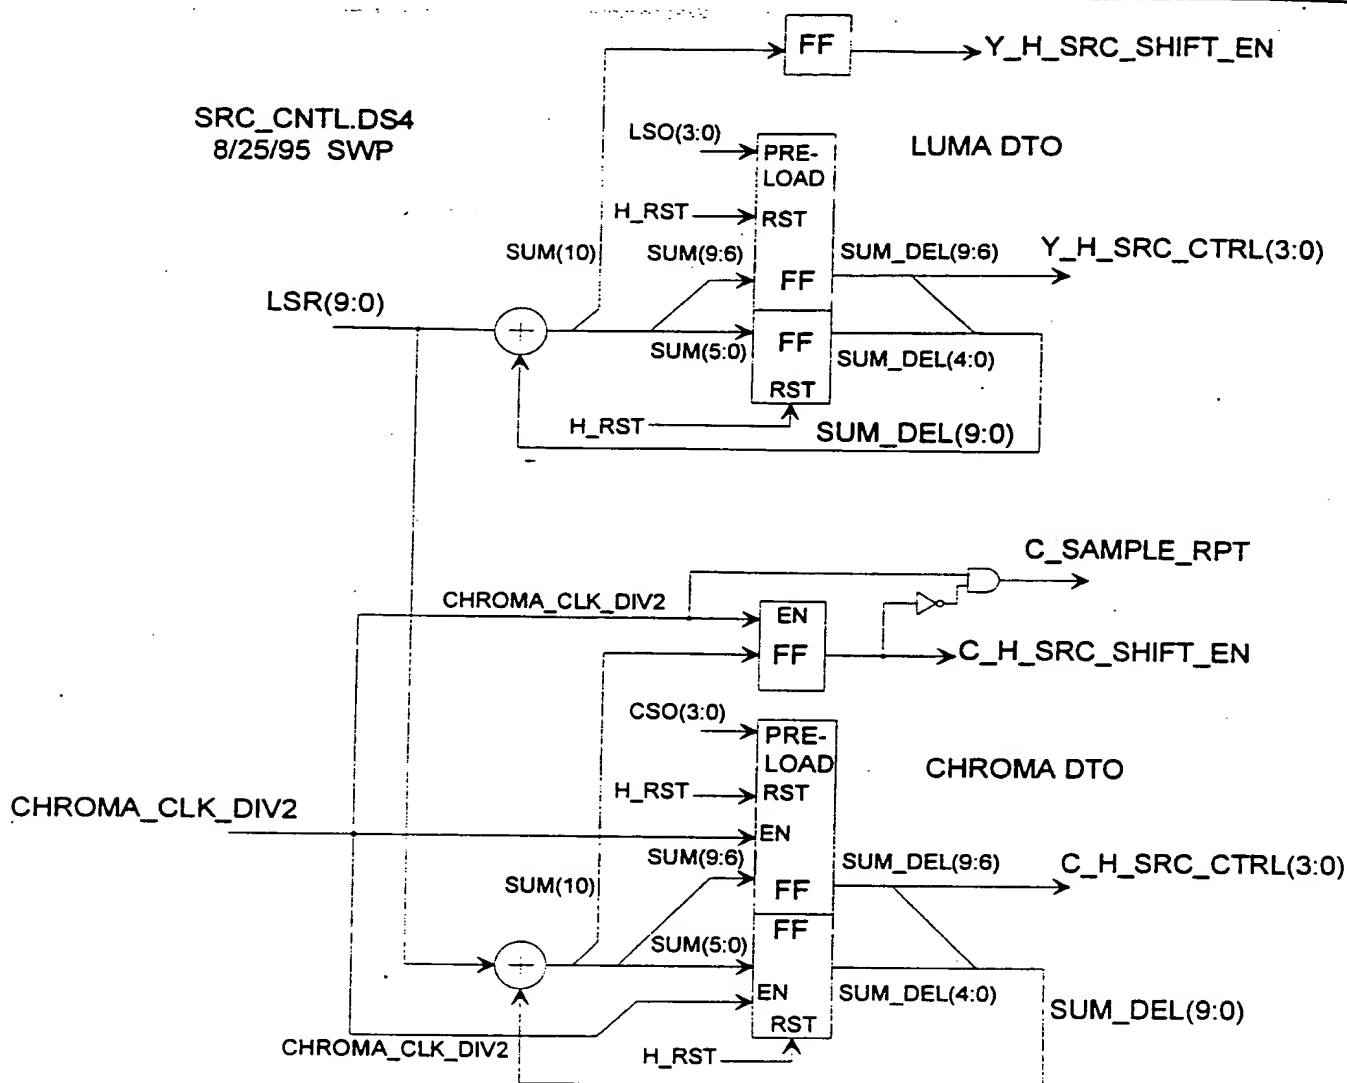 FF
Y_H_SRC_SHIFT_EN
SRC_CNTL.DS4
8/25/95 SWP
LSO(3:0)
PRE-
LOAD
LUMA DTO
H_RST
RST
SUM(10)
SUM(9:6)
FF
SUM_DEL(9:6)
Y_H_SRC_CTRL(3:0)
LSR(9:0)
SUM(5:0)
FF
SUM_DEL(4:0)
RST
H_RST
SUM_DEL(9:0)
C_SAMPLE_RPT
CHROMA_CLK_DIV2
EN
FF
C_H_SRC_SHIFT_EN
CSO(3:0)
PRE-
LOAD
CHROMA DTO
H_RST
RST
CHROMA_CLK_DIV2
EN
SUM(9:6)
SUM_DEL(9:6)
C_H_SRC_CTRL(3:0)
SUM(10)
FF
FF
SUM(5:0)
EN
SUM_DEL(4:0)
SUM_DEL(9:0)
RST
CHROMA_CLK_DIV2
H_RST